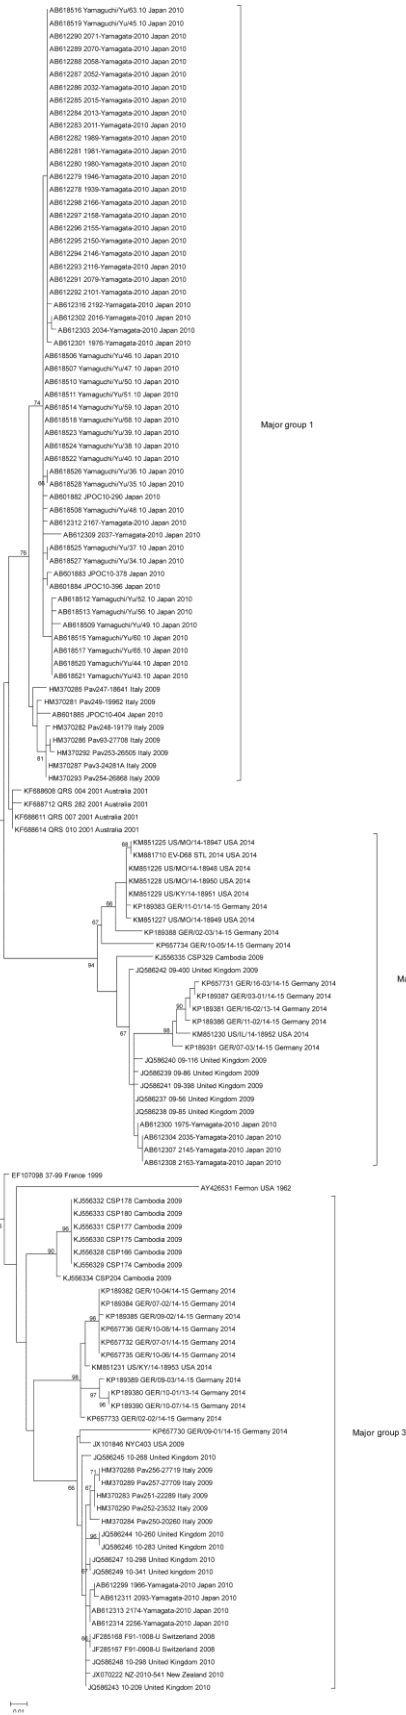 AB618516 Yamaguchi/Yu/63.10 Japan 2010
AB618519 Yamaguchi/Yu/45.10 Japan 2010
AB612290 2071-Yamagata-2010 Japan 2010
AB612289 2070-Yamagata-2010 Japan 2010
AB612288 2058-Yamagata-2010 Japan 2010
AB612287 2052-Yamagata-2010 Japan 2010
AB612286 2032-Yamagata-2010 Japan 2010
AB612285 2015-Yamagata-2010 Japan 2010
AB612284 2013-Yamagata-2010 Japan 2010
AB612283 2011-Yamagata-2010 Japan 2010
AB612282 1989-Yamagata-2010 Japan 2010
AB612281 1981-Yamagata-2010 Japan 2010
AB612280 1980-Yamagata-2010 Japan 2010
AB612279 1946-Yamagata-2010 Japan 2010
AB612278 1939-Yamagata-2010 Japan 2010
AB612298 2166-Yamagata-2010 Japan 2010
AB612297 2158-Yamagata-2010 Japan 2010
AB612296 2155-Yamagata-2010 Japan 2010
AB612295 2150-Yamagata-2010 Japan 2010
AB612294 2146-Yamagata-2010 Japan 2010
AB612293 2116-Yamagata-2010 Japan 2010
AB612291 2079-Yamagata-2010 Japan 2010
AB612292 2101-Yamagata-2010 Japan 2010
AB612316 2192-Yamagata-2010 Japan 2010
AB612302 2016-Yamagata-2010 Japan 2010
AB612303 2034-Yamagata-2010 Japan 2010
AB612301 1976-Yamagata-2010 Japan 2010
AB618506 Yamaguchi/Yu/46.10 Japan 2010
AB618507 Yamaguchi/Yu/47.10 Japan 2010
AB618510 Yamaguchi/Yu/50.10 Japan 2010
AB618511 Yamaguchi/Yu/51.10 Japan 2010
74
AB618514 Yamaguchi/Yu/59.10 Japan 2010
AB618518 Yamaguchi/Yu/68.10 Japan 2010
Major group 1
AB618523 Yamaguchi/Yu/39.10 Japan 2010
AB618524 Yamaguchi/Yu/38.10 Japan 2010
AB618522 Yamaguchi/Yu/40.10 Japan 2010
AB618526 Yamaguchi/Yu/36.10 Japan 2010
66
AB618528 Yamaguchi/Yu/35.10 Japan 2010
AB601882 JPOC10-290 Japan 2010
AB618508 Yamaguchi/Yu/48.10 Japan 2010
AB612312 2167-Yamagata-2010 Japan 2010
AB612309 2037-Yamagata-2010 Japan 2010
AB618525 Yamaguchi/Yu/37.10 Japan 2010
76
AB618527 Yamaguchi/Yu/34.10 Japan 2010
AB601883 JPOC10-378 Japan 2010
AB601884 JPOC10-396 Japan 2010
AB618512 Yamaguchi/Yu/52.10 Japan 2010
AB618513 Yamaguchi/Yu/56.10 Japan 2010
AB618509 Yamaguchi/Yu/49.10 Japan 2010
AB618515 Yamaguchi/Yu/60.10 Japan 2010
AB618517 Yamaguchi/Yu/65.10 Japan 2010
AB618520 Yamaguchi/Yu/44.10 Japan 2010
AB618521 Yamaguchi/Yu/43.10 Japan 2010
HM370285 Pav247-18641 Italy 2009
HM370281 Pav249-19962 Italy 2009
AB601885 JPOC10-404 Japan 2010
HM370282 Pav248-19179 Italy 2009
HM370286 Pav93-27708 Italy 2009
HM370292 Pav253-26505 Italy 2009
81
HM370287 Pav3-24281A Italy 2009
HM370293 Pav254-26868 Italy 2009
KF688608 QRS 004 2001 Australia 2001
KF688712 QRS 282 2001 Australia 2001
KF688611 QRS 007 2001 Australia 2001
KF688614 QRS 010 2001 Australia 2001
68
KM851225 US/MO/14-18947 USA 2014
KM881710 EV-D68 STL 2014 USA 2014
KM851226 US/MO/14-18948 USA 2014
KM851228 US/MO/14-18950 USA 2014
KM851229 US/KY/14-18951 USA 2014
66
KP189383 GER/11-01/14-15 Germany 2014
KM851227 US/MO/14-18949 USA 2014
67
KP189388 GER/02-03/14-15 Germany 2014
KP657734 GER/10-05/14-15 Germany 2014
KJ556335 CSP329 Cambodia 2009
94
JQ586242 09-400 United Kingdom 2009
Ma
KP657731 GER/16-03/14-15 Germany 2014
KP189387 GER/03-01/14-15 Germany 2014
90
KP189381 GER/16-02/13-14 Germany 2014
KP189386 GER/11-02/14-15 Germany 2014
98
67
KM851230 US/IL/14-18952 USA 2014
KP189391 GER/07-03/14-15 Germany 2014
JQ586240 09-116 United Kingdom 2009
JQ586239 09-86 United Kingdom 2009
JQ586241 09-398 United Kingdom 2009
JQ586237 09-56 United Kingdom 2009
JQ586238 09-85 United Kingdom 2009
AB612300 1975-Yamagata-2010 Japan 2010
AB612304 2035-Yamagata-2010 Japan 2010
AB612307 2145-Yamagata-2010 Japan 2010
AB612308 2163-Yamagata-2010 Japan 2010
EF107098 37-99 France 1999
AY426531 Fermon USA 1962
KJ556332 CSP178 Cambodia 2009
KJ556333 CSP180 Cambodia 2009
96
KJ556331 CSP177 Cambodia 2009
KJ556330 CSP175 Cambodia 2009
90
KJ556328 CSP166 Cambodia 2009
KJ556329 CSP174 Cambodia 2009
KJ556334 CSP204 Cambodia 2009
KP189382 GER/10-04/14-15 Germany 2014
KP189384 GER/07-02/14-15 Germany 2014
96
KP189385 GER/09-02/14-15 Germany 2014
KP657736 GER/10-08/14-15 Germany 2014
KP657732 GER/07-01/14-15 Germany 2014
KP657735 GER/10-06/14-15 Germany 2014
KM851231 US/KY/14-18953 USA 2014
98
KP189389 GER/09-03/14-15 Germany 2014
97
KP189380 GER/10-01/13-14 Germany 2014
96
KP189390 GER/10-07/14-15 Germany 2014
KP657733 GER/02-02/14-15 Germany 2014
KP657730 GER/09-01/14-15 Germany 2014
Major group 3
JX101846 NYC403 USA 2009
JQ586245 10-268 United Kingdom 2010
71
HM370288 Pav256-27719 Italy 2009
66
67
HM370289 Pav257-27709 Italy 2009
HM370283 Pav251-22289 Italy 2009
HM370290 Pav252-23532 Italy 2009
HM370284 Pav250-20260 Italy 2009
96
JQ586244 10-260 United Kingdom 2010
JQ586246 10-283 United Kingdom 2010
JQ586247 10-298 United Kingdom 2010
JQ586249 10-341 United kingdom 2010
AB612299 1966-Yamagata-2010 Japan 2010
AB612311 2093-Yamagata-2010 Japan 2010
AB612313 2174-Yamagata-2010 Japan 2010
AB612314 2256-Yamagata-2010 Japan 2010
JF285168 F91-1008-U Switzerland 2008
JF285167 F91-0908-U Switzerland 2008
JQ586248 10-298 United Kingdom 2010
JX070222 NZ-2010-541 New Zealand 2010
JQ586243 10-209 United Kingdom 2010
0.01